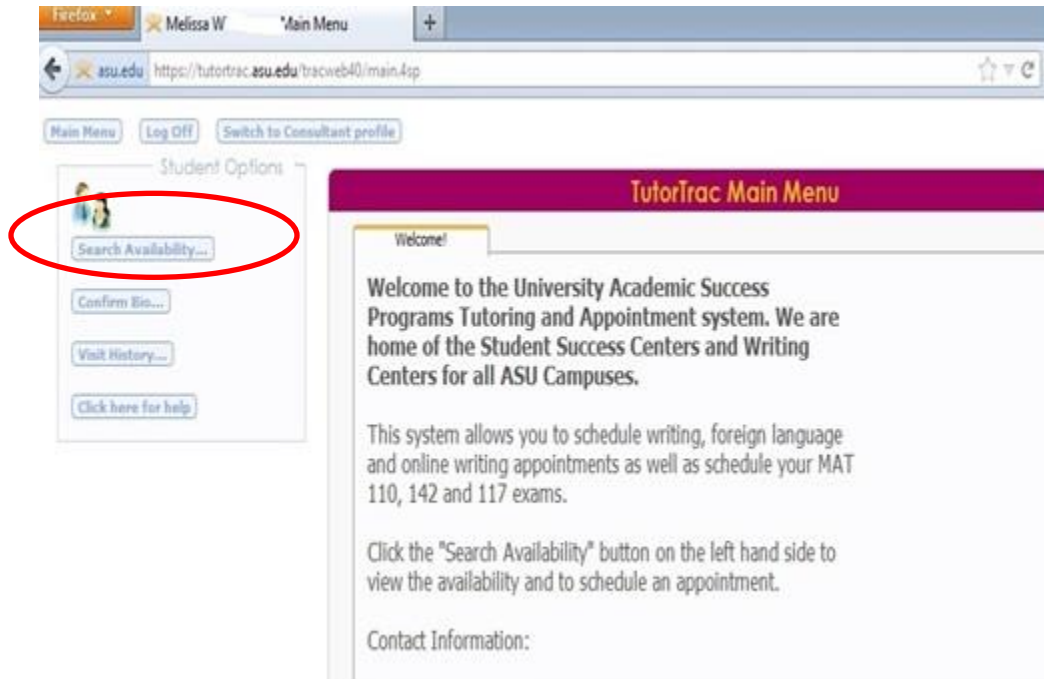 Firefox
Melissa W Main Menu +
asu.edu https://tutortrac.asu.edu/tracweb40/main.4sp
Main Menu Log Off Switch to Consultant profile
Student Options
Search Availability...
Confirm Bio...
Visit History...
Click here for help
TutorTrac Main Menu
Welcome!
Welcome to the University Academic Success
Programs Tutoring and Appointment system. We are
home of the Student Success Centers and Writing
Centers for all ASU Campuses.
This system allows you to schedule writing, foreign language
and online writing appointments as well as schedule your MAT
110, 142 and 117 exams.
Click the "Search Availability" button on the left hand side to
view the availability and to schedule an appointment.
Contact Information: